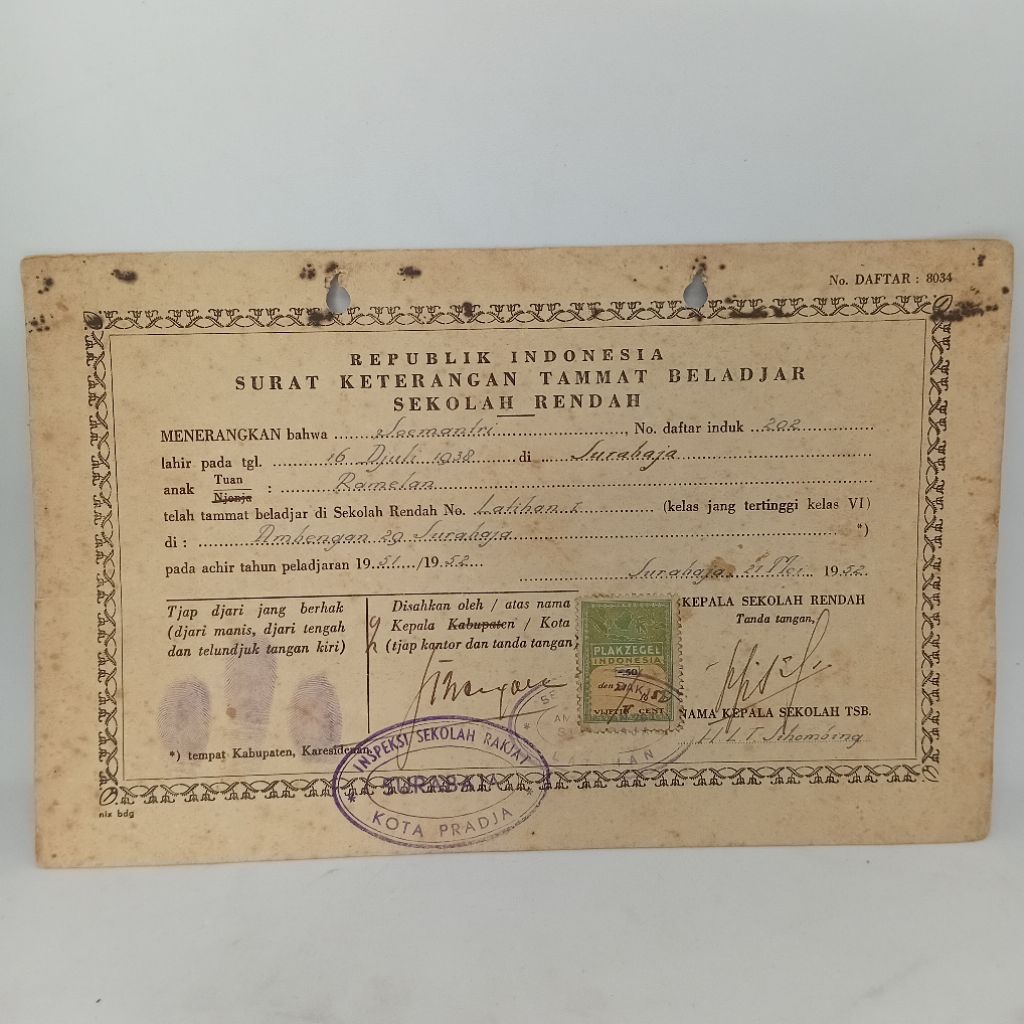 No. DAFTAR : 8034
REPUBLIK INDONESIA
SURAT KETERANGAN TAMMAT BELADJAR
SEKOLAH RENDAH
MENERANGKAN bahwa Soemantri, No. daftar induk 202
lahir pada tgl. 16 Djuli 1938 di Surabaja
anak Tuan / Njonja : Ramelan
telah tammat beladjar di Sekolah Rendah No. Latihan I (kelas jang tertinggi kelas VI)
di : Ambengan 29 Surabaja *)
pada achir tahun peladjaran 1951/1952
Surabaja 21 Mei 1952
Tjap djari jang berhak
(djari manis, djari tengah
dan telundjuk tangan kiri)
Disahkan oleh / atas nama
Kepala Kabupaten / Kota
(tjap kantor dan tanda tangan)
KEPALA SEKOLAH RENDAH
Tanda tangan,
PLAKZEGEL
INDONESIA
VIJFTIG CENT
NAMA KEPALA SEKOLAH TSB.
*) tempat Kabupaten, Karesidenan
INSPEKSI SEKOLAH RAKJAT
SURABAJA
KOTA PRADJA
nix bdg